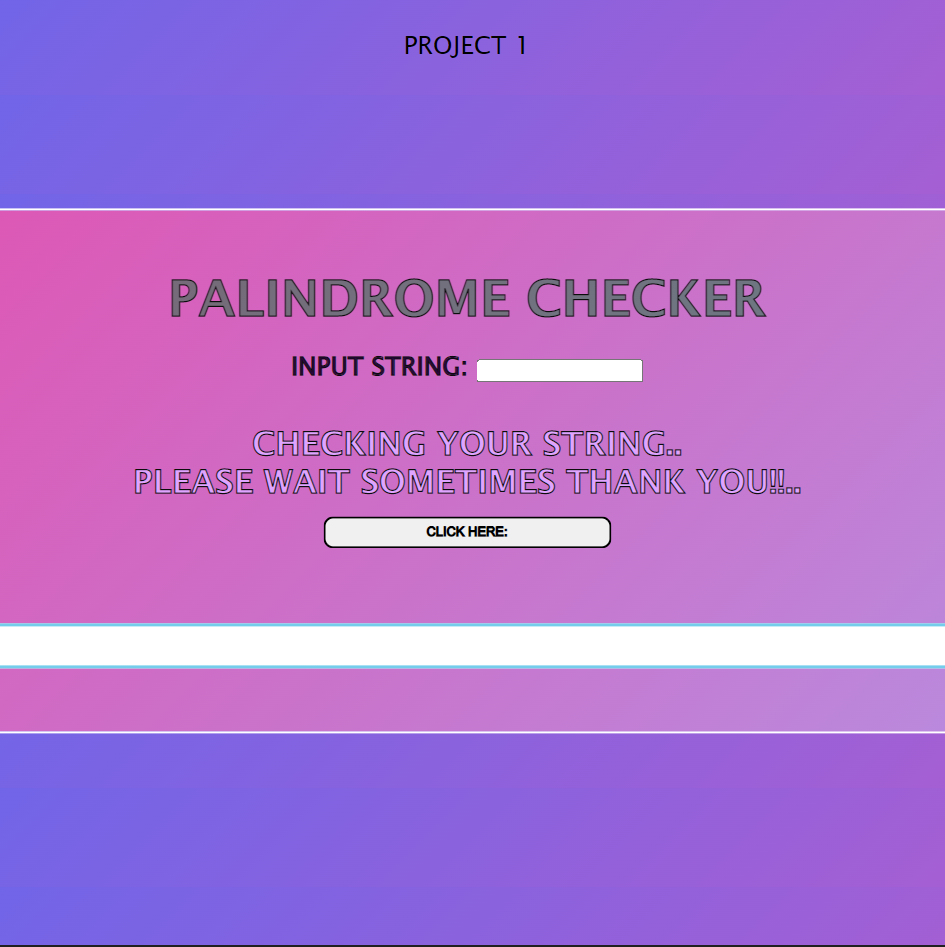 PROJECT 1
PALINDROME CHECKER
INPUT STRING:
CHECKING YOUR STRING..
PLEASE WAIT SOMETIMES THANK YOU!!..
CLICK HERE: